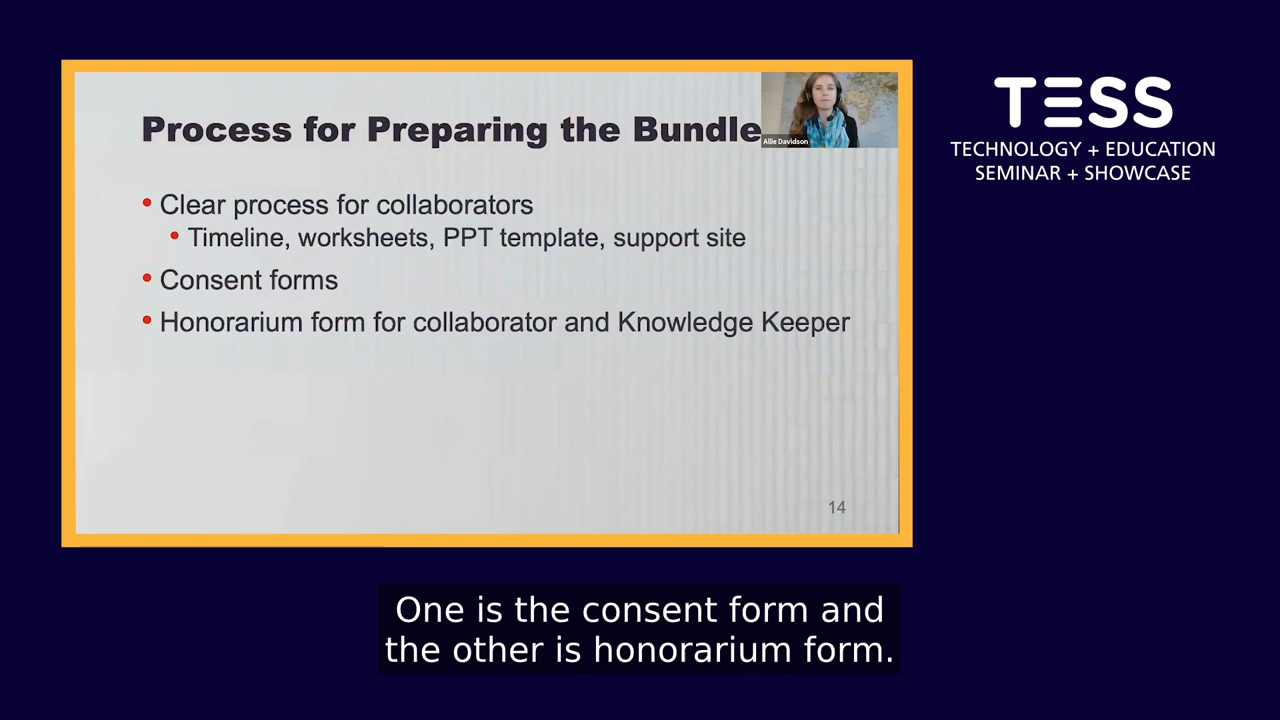 Process for Preparing the Bundle
Allie Davidson
• Clear process for collaborators
• Timeline, worksheets, PPT template, support site
• Consent forms
• Honorarium form for collaborator and Knowledge Keeper
14
TESS
TECHNOLOGY + EDUCATION
SEMINAR + SHOWCASE
One is the consent form and
the other is honorarium form.